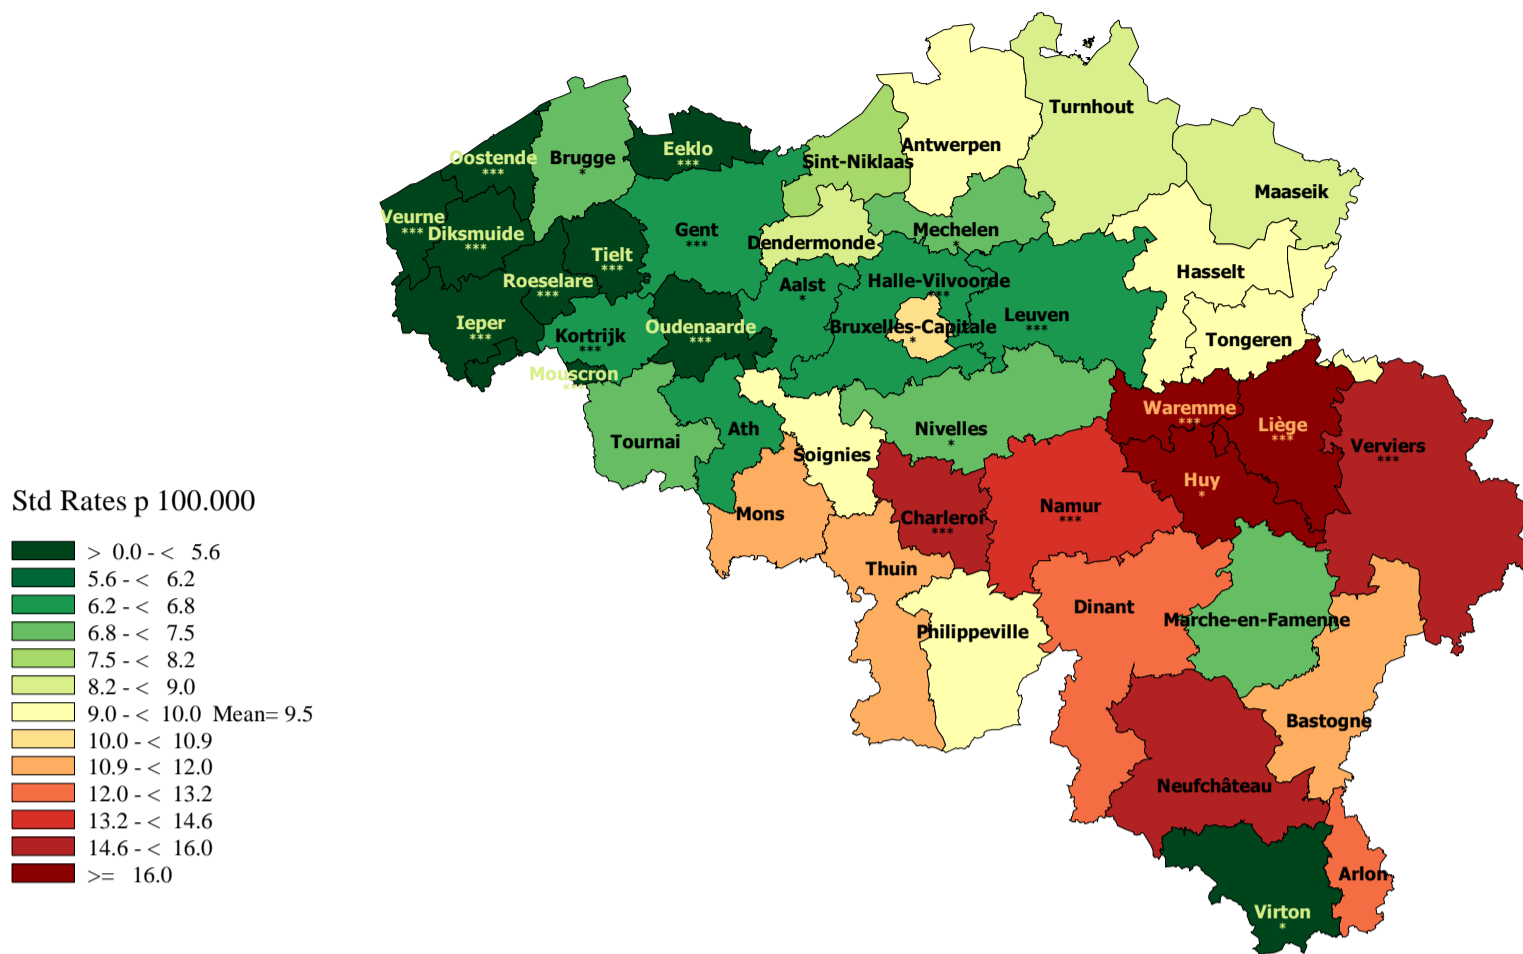 Turnhout
Antwerpen
Eeklo
***
Oostende
***
Brugge
*
Sint-Niklaas
Maaseik
Veurne
***
Diksmuide
***
Gent
***
Mechelen
*
Dendermonde
Tielt
***
Hasselt
Roeselare
***
Aalst
*
Halle-Vilvoorde
***
Leuven
***
Ieper
***
Kortrijk
***
Oudenaarde
***
Bruxelles-Capitale
*
Tongeren
Mouscron
Waremme
***
Liège
***
Ath
Nivelles
*
Tournai
Verviers
***
Soignies
Huy
*
Std Rates p 100.000
Mons
Charleroi
***
Namur
***
> 0.0 - < 5.6
5.6 - < 6.2
6.2 - < 6.8
6.8 - < 7.5
7.5 - < 8.2
8.2 - < 9.0
9.0 - < 10.0 Mean= 9.5
10.0 - < 10.9
10.9 - < 12.0
12.0 - < 13.2
13.2 - < 14.6
14.6 - < 16.0
>= 16.0
Thuin
Dinant
Marche-en-Famenne
Philippeville
Bastogne
Neufchâteau
Arlon
Virton
*